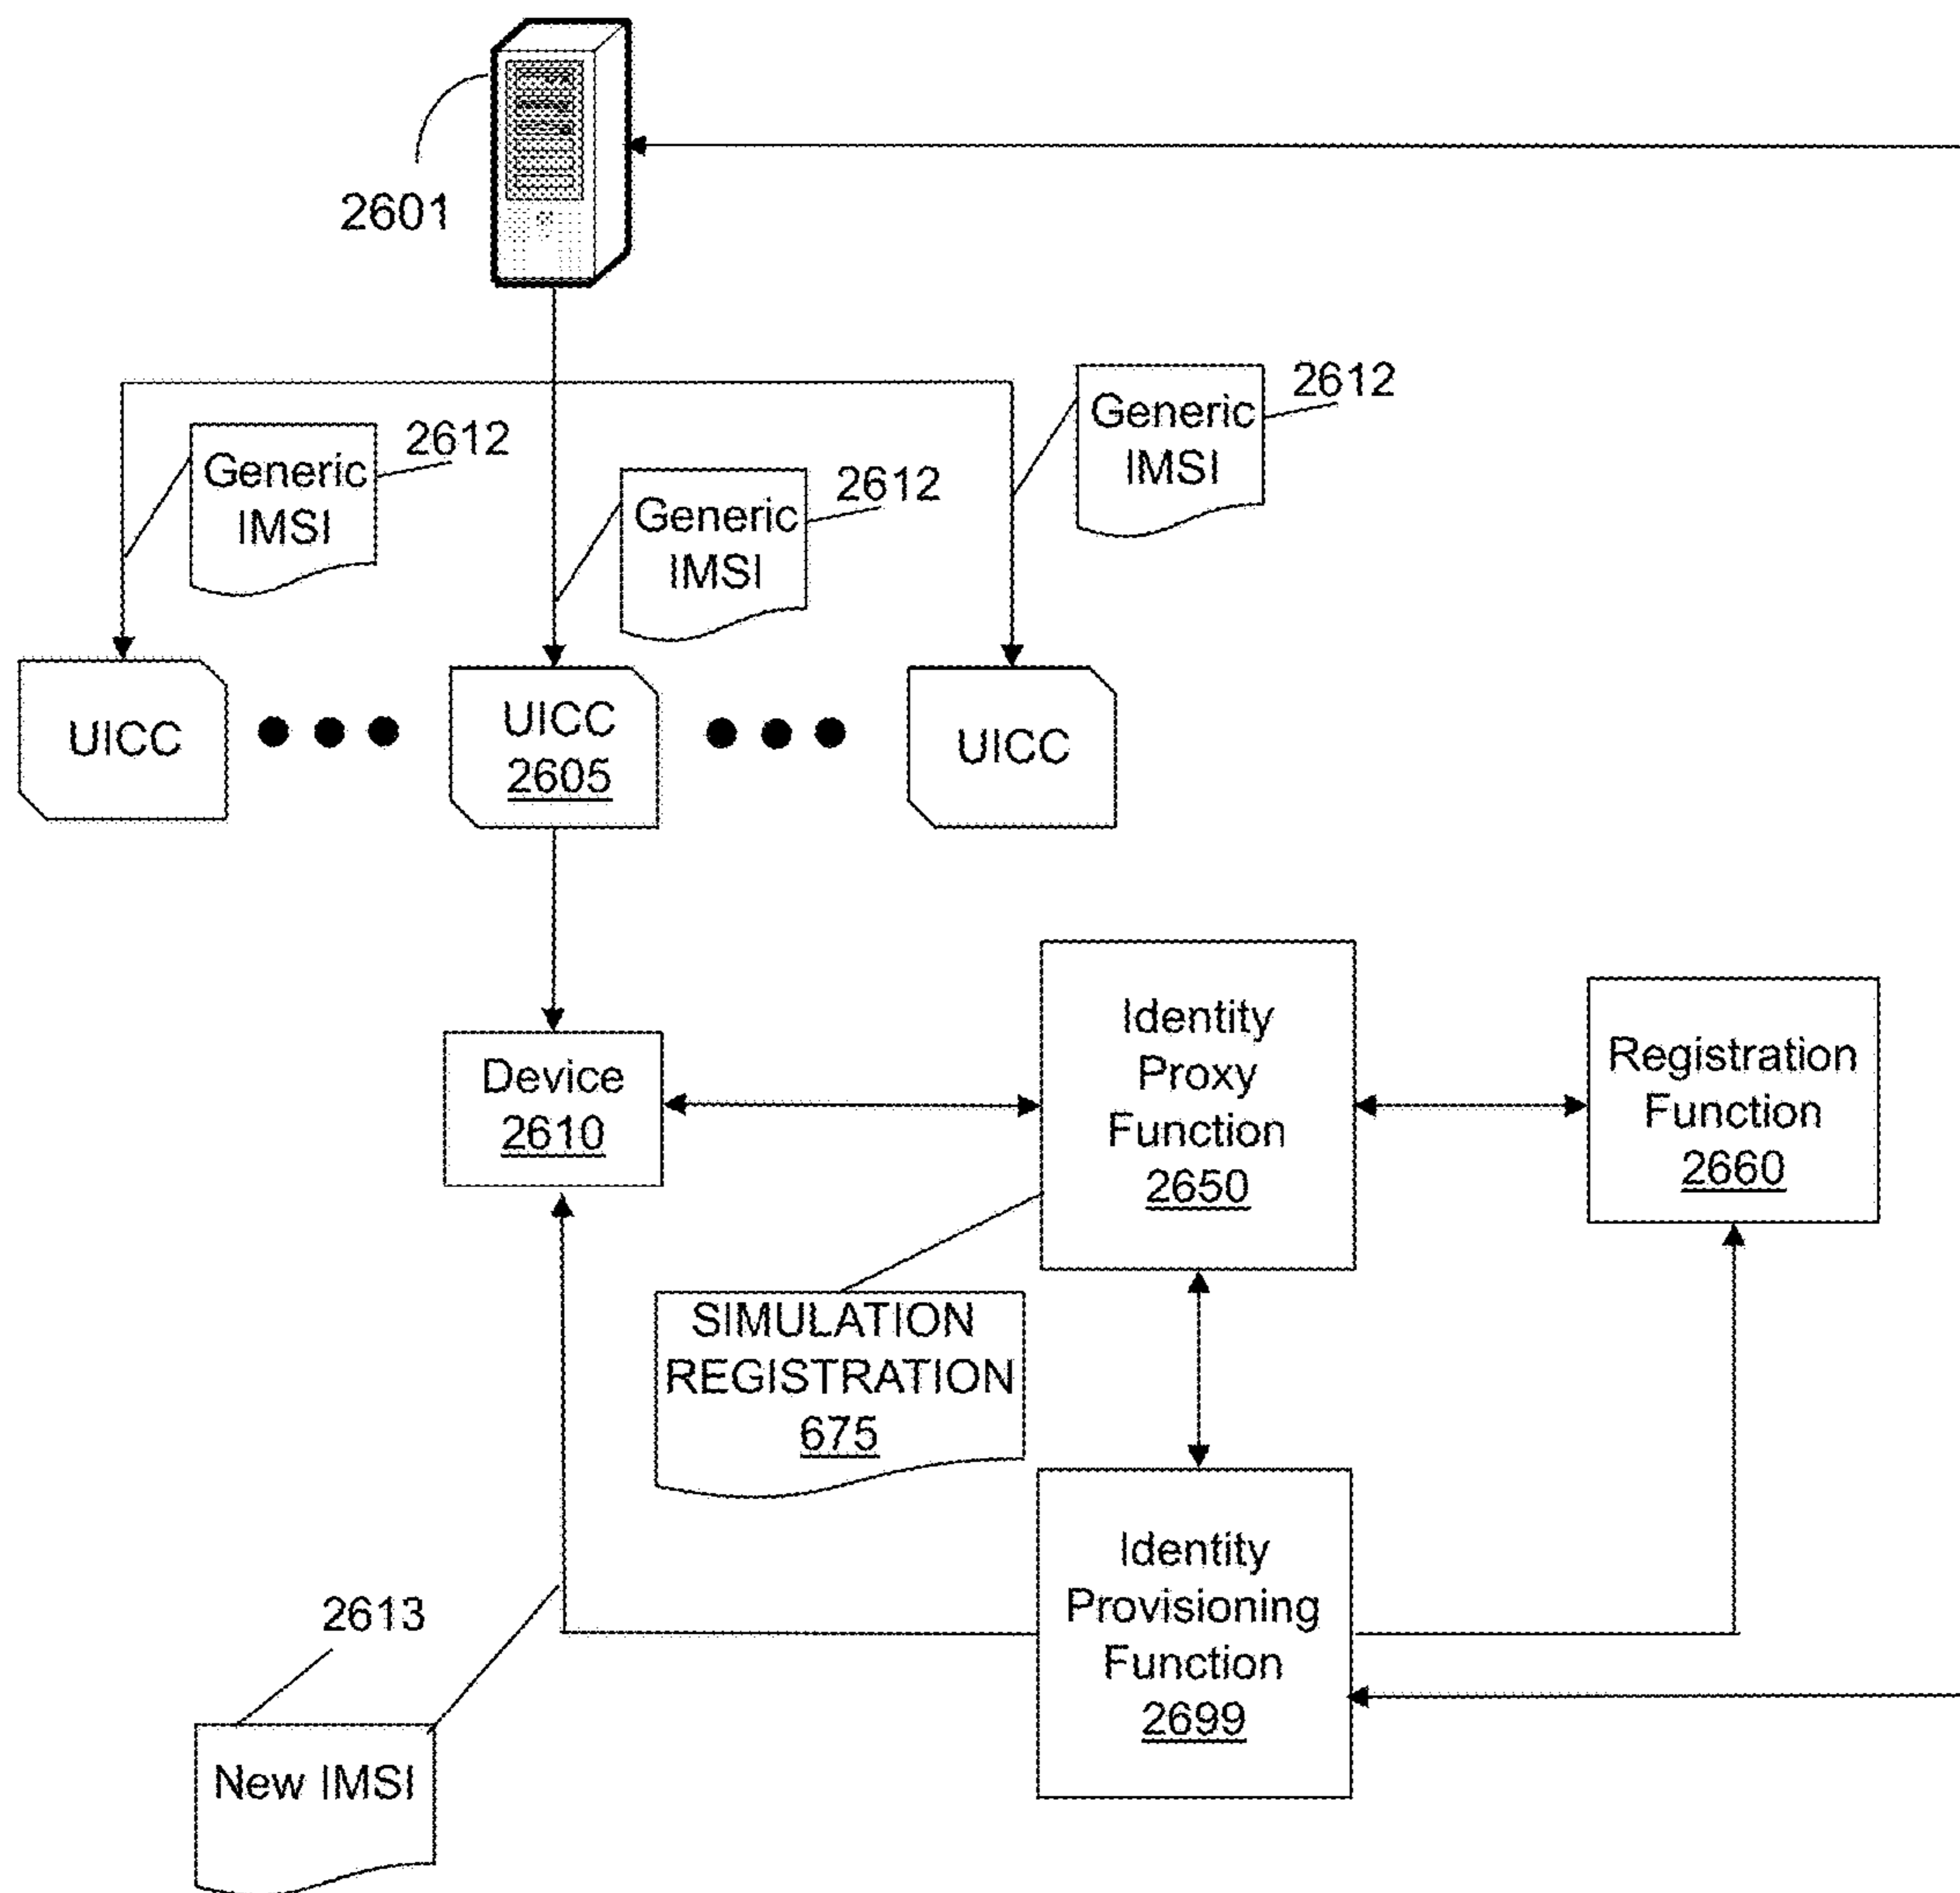 2601
Generic
IMSI
2612
Generic
IMSI
2612
Generic
IMSI
2612
UICC
UICC
2605
UICC
Device
2610
Identity
Proxy
Function
2650
Registration
Function
2660
SIMULATION
REGISTRATION
675
Identity
Provisioning
Function
2699
2613
New IMSI